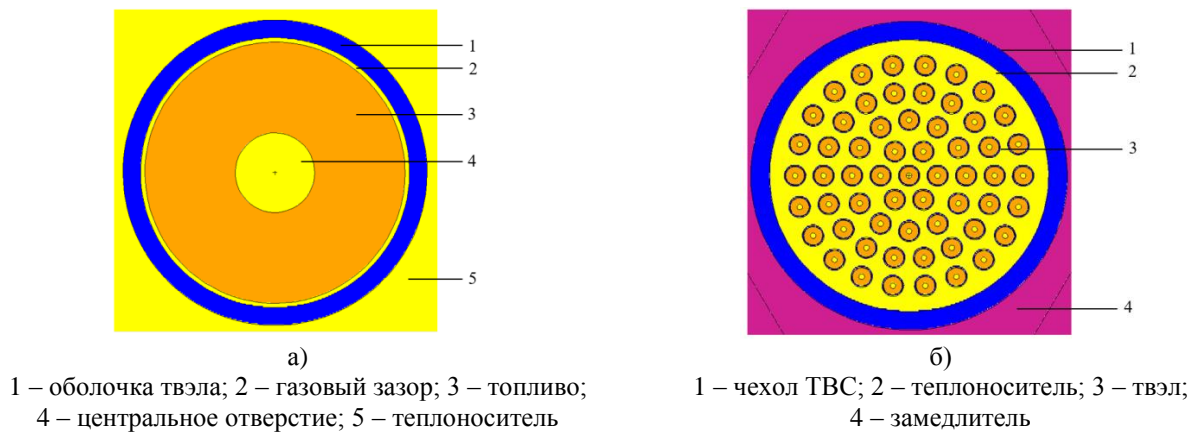 1
2
3
4
5
а)
1 – оболочка твэла; 2 – газовый зазор; 3 – топливо;
4 – центральное отверстие; 5 – теплоноситель
1
2
3
4
б)
1 – чехол ТВС; 2 – теплоноситель; 3 – твэл;
4 – замедлитель